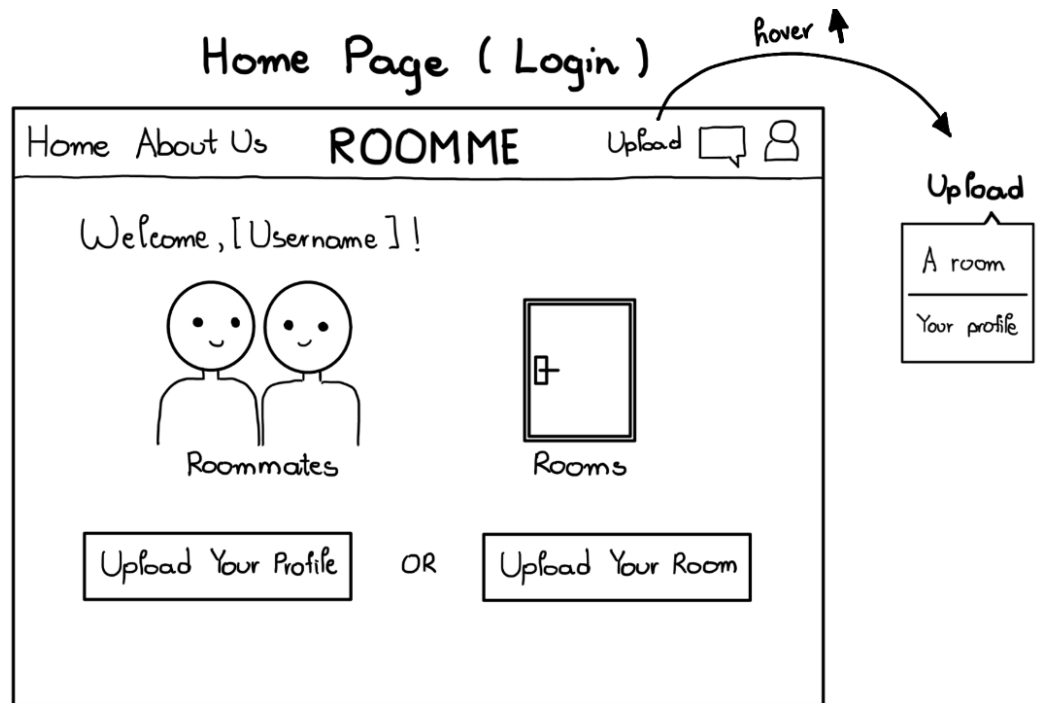 hover
Home Page ( Login )
Home About Us ROOMME Upload
Upload
A room
Your profile
Welcome, [Username]!
Roommates Rooms
Upload Your Profile OR Upload Your Room